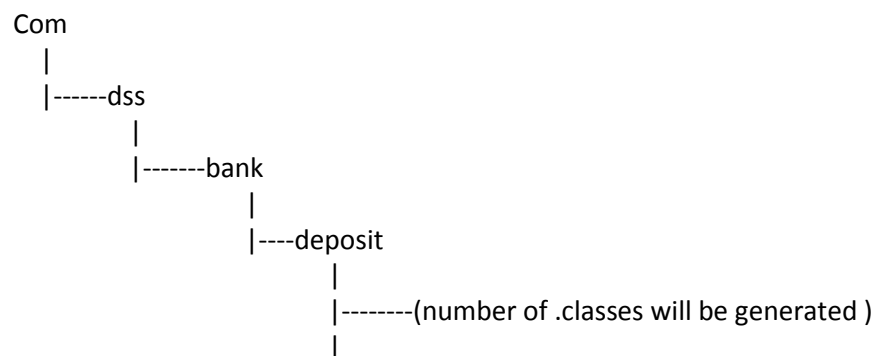 Com
|
|------dss
|
|-------bank
|
|----deposit
|
|--------(number of .classes will be generated )
|